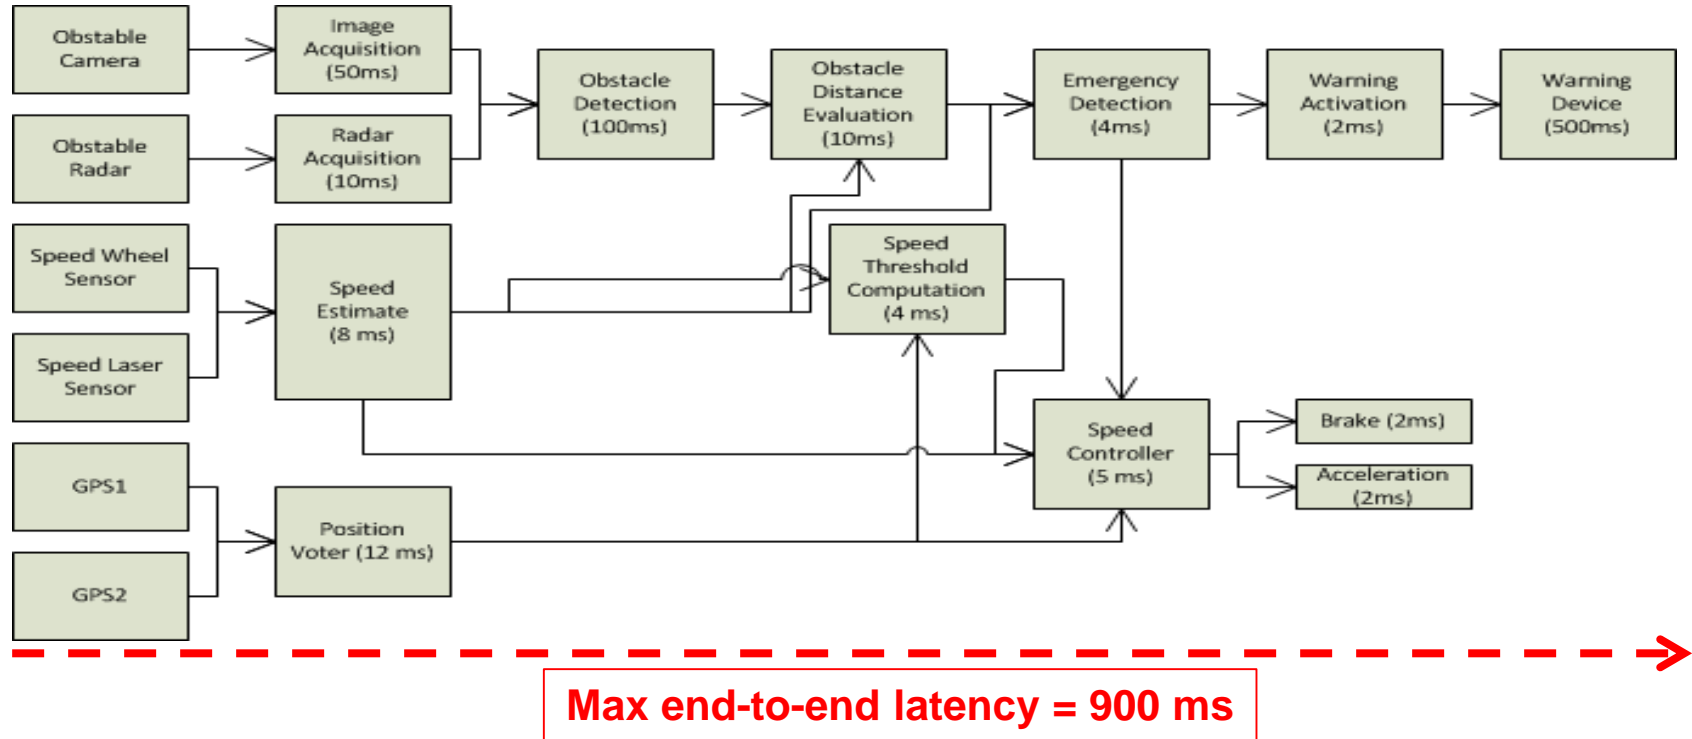 Obstable
Camera
Image
Acquisition
(50ms)
Obstacle
Detection
(100ms)
Obstacle
Distance
Evaluation
(10ms)
Emergency
Detection
(4ms)
Warning
Activation
(2ms)
Warning
Device
(500ms)
Obstable
Radar
Radar
Acquisition
(10ms)
Speed Wheel
Sensor
Speed
Estimate
(8 ms)
Speed
Threshold
Computation
(4 ms)
Speed Laser
Sensor
Speed
Controller
(5 ms)
Brake (2ms)
Acceleration
(2ms)
GPS1
Position
Voter (12 ms)
GPS2
Max end-to-end latency = 900 ms